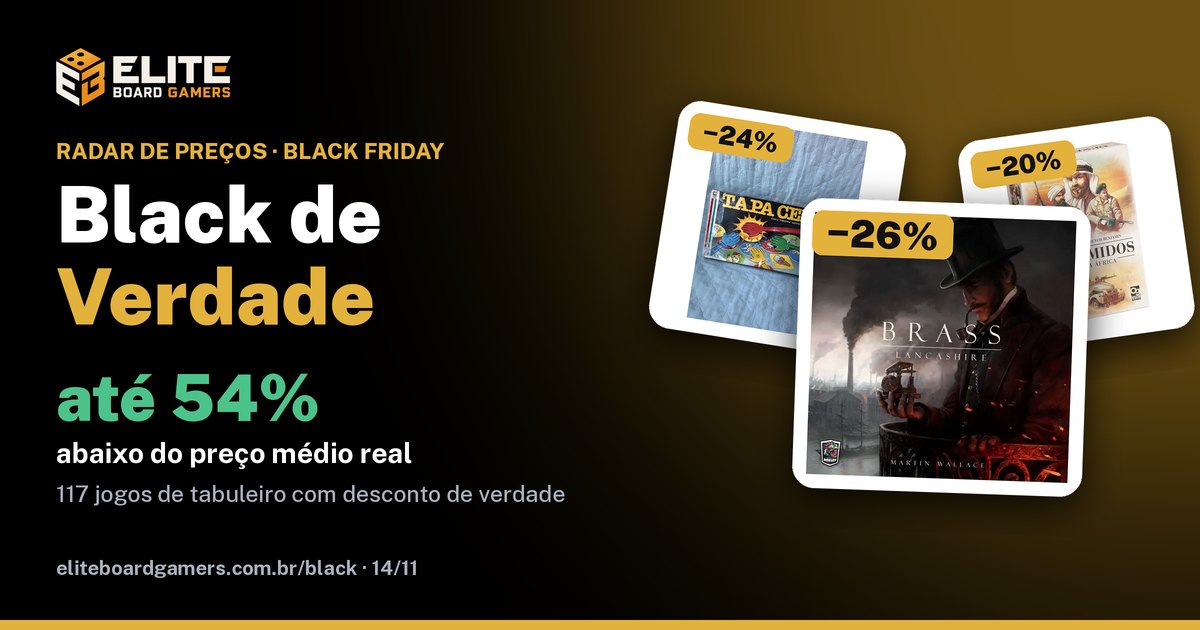 ELITE
BOARD GAMERS
RADAR DE PREÇOS · BLACK FRIDAY
Black de
Verdade
até 54%
abaixo do preço médio real
117 jogos de tabuleiro com desconto de verdade
eliteboardgamers.com.br/black · 14/11
−24%
TAPA CE
−26%
BRASS
LANCASHIRE
MARTIN WALLACE
−20%
MIDOS